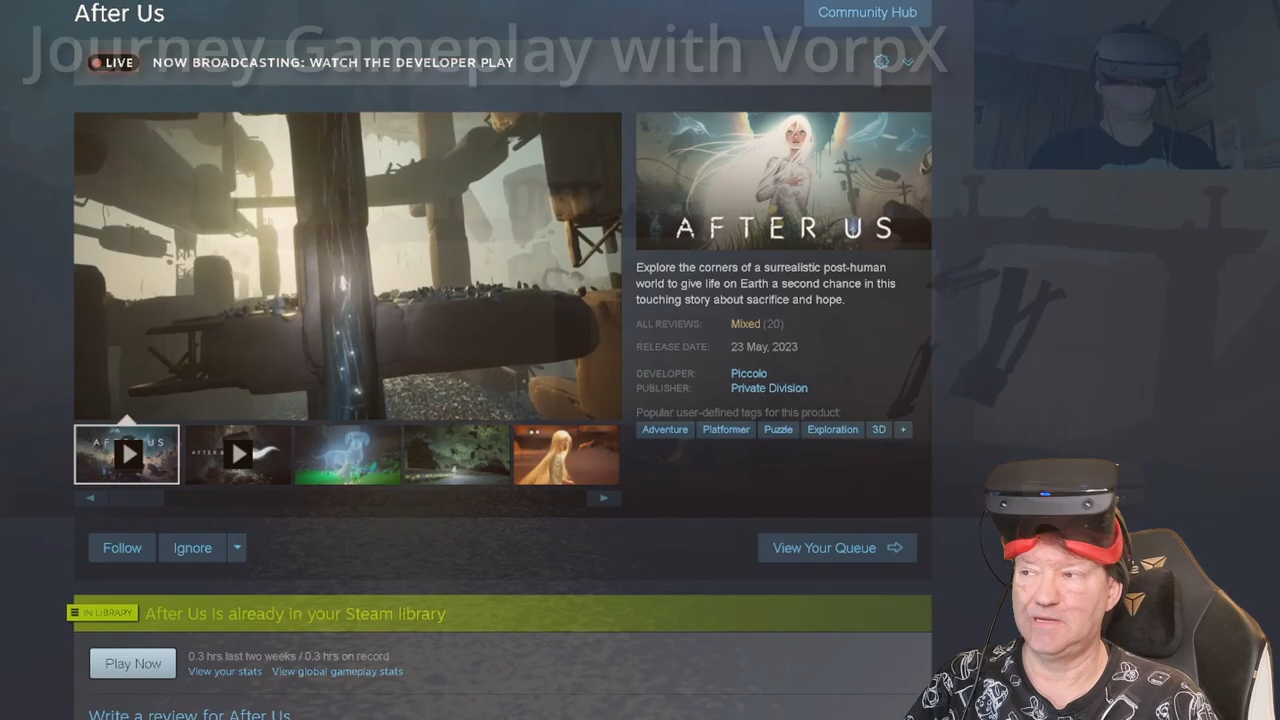 After Us
Community Hub
Journey Gameplay with VorpX
LIVE NOW BROADCASTING: WATCH THE DEVELOPER PLAY
AFTER US
Explore the corners of a surrealistic post-human
world to give life on Earth a second chance in this
touching story about sacrifice and hope.
ALL REVIEWS: Mixed (20)
RELEASE DATE: 23 May, 2023
DEVELOPER: Piccolo
PUBLISHER: Private Division
Popular user-defined tags for this product:
Adventure Platformer Puzzle Exploration 3D +
Follow Ignore View Your Queue
IN LIBRARY After Us is already in your Steam library
Play Now 0.3 hrs last two weeks / 0.3 hrs on record
View your stats View global gameplay stats
Write a review for After Us